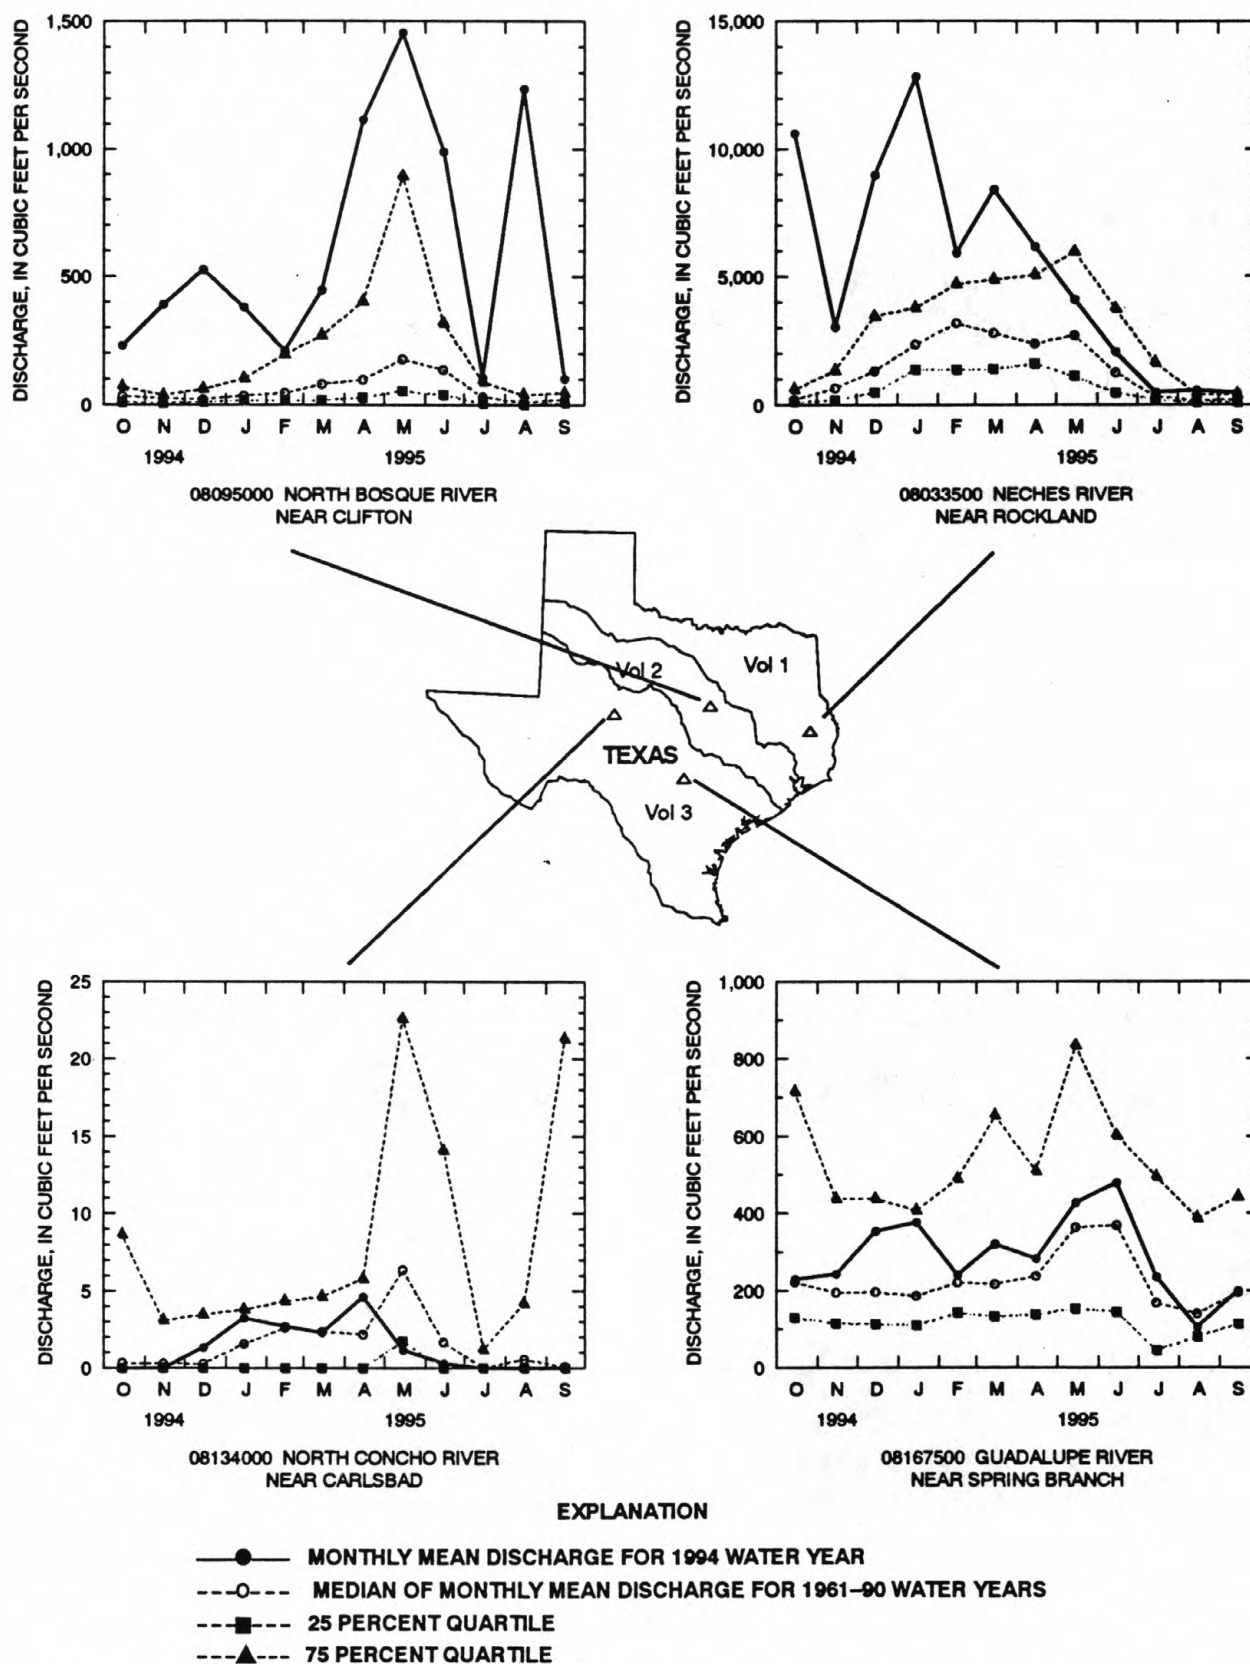 DISCHARGE, IN CUBIC FEET PER SECOND
1,500
1,000
500
0
O N D J F M A M J J A S
1994 1995
08095000 NORTH BOSQUE RIVER
NEAR CLIFTON
DISCHARGE, IN CUBIC FEET PER SECOND
15,000
10,000
5,000
0
O N D J F M A M J J A S
1994 1995
08033500 NECHES RIVER
NEAR ROCKLAND
Vol 2
Vol 1
TEXAS
Vol 3
DISCHARGE, IN CUBIC FEET PER SECOND
25
20
15
10
5
0
O N D J F M A M J J A S
1994 1995
08134000 NORTH CONCHO RIVER
NEAR CARLSBAD
DISCHARGE, IN CUBIC FEET PER SECOND
1,000
800
600
400
200
0
O N D J F M A M J J A S
1994 1995
08167500 GUADALUPE RIVER
NEAR SPRING BRANCH
EXPLANATION
MONTHLY MEAN DISCHARGE FOR 1994 WATER YEAR
MEDIAN OF MONTHLY MEAN DISCHARGE FOR 1961–90 WATER YEARS
25 PERCENT QUARTILE
75 PERCENT QUARTILE